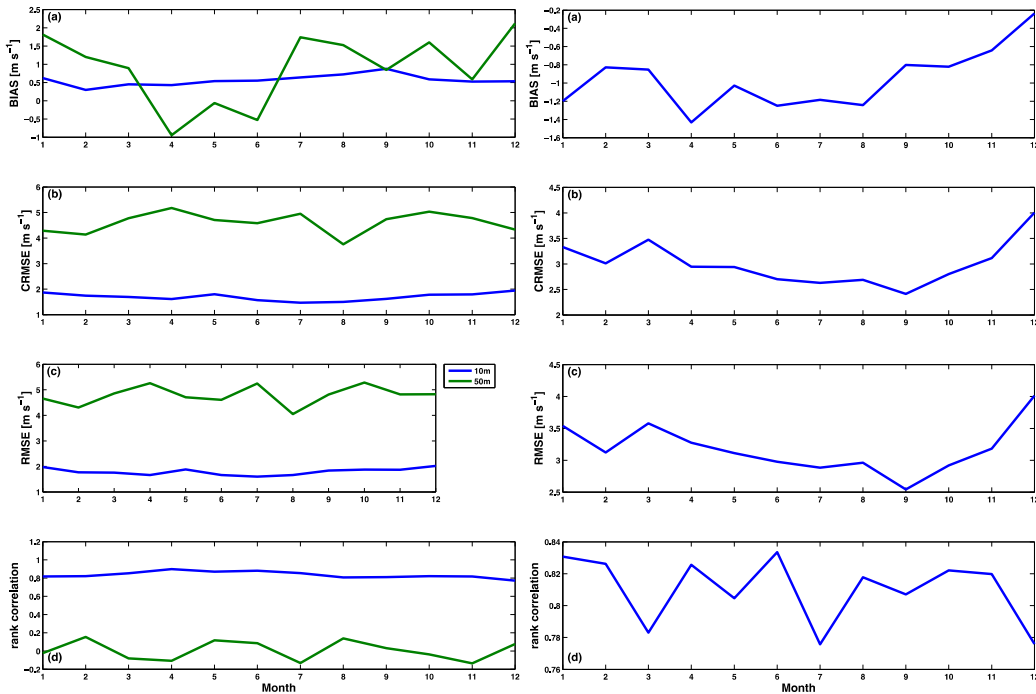 (a)
BIAS [m s⁻¹]
2.5
2
1.5
1
0.5
0
−0.5
−1
1 2 3 4 5 6 7 8 9 10 11 12
(b)
CRMSE [m s⁻¹]
6
5
4
3
2
1
1 2 3 4 5 6 7 8 9 10 11 12
(c)
RMSE [m s⁻¹]
6
5
4
3
2
1
1 2 3 4 5 6 7 8 9 10 11 12
10m
50m
rank correlation
1.2
1
0.8
0.6
0.4
0.2
0
−0.2
(d)
1 2 3 4 5 6 7 8 9 10 11 12
Month
(a)
BIAS [m s⁻¹]
−0.2
−0.4
−0.6
−0.8
−1
−1.2
−1.4
−1.6
1 2 3 4 5 6 7 8 9 10 11 12
(b)
CRMSE [m s⁻¹]
4.5
4
3.5
3
2.5
2
1 2 3 4 5 6 7 8 9 10 11 12
(c)
RMSE [m s⁻¹]
4.5
4
3.5
3
2.5
1 2 3 4 5 6 7 8 9 10 11 12
rank correlation
0.84
0.82
0.8
0.78
0.76
(d)
1 2 3 4 5 6 7 8 9 10 11 12
Month